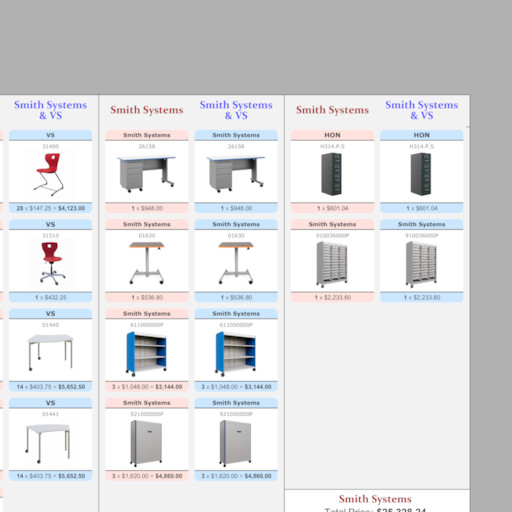 Smith Systems
& VS
VS
31400
28 x $147.25 = $4,123.00
VS
31510
1 x $432.25
VS
01440
14 x $403.75 = $5,652.50
VS
01441
14 x $403.75 = $5,652.50
Smith Systems
Smith Systems
26158
1 x $948.00
Smith Systems
01630
1 x $536.80
Smith Systems
611000000P
3 x $1,048.00 = $3,144.00
Smith Systems
921000000P
3 x $1,620.00 = $4,860.00
Smith Systems
& VS
Smith Systems
26158
1 x $948.00
Smith Systems
01630
1 x $536.80
Smith Systems
611000000P
3 x $1,048.00 = $3,144.00
Smith Systems
921000000P
3 x $1,620.00 = $4,860.00
Smith Systems
HON
H314.P.S
1 x $601.04
Smith Systems
910036000P
1 x $2,233.60
Smith Systems
& VS
HON
H314.P.S
1 x $601.04
Smith Systems
910036000P
1 x $2,233.60
Smith Systems
Total Price: $25,328.24